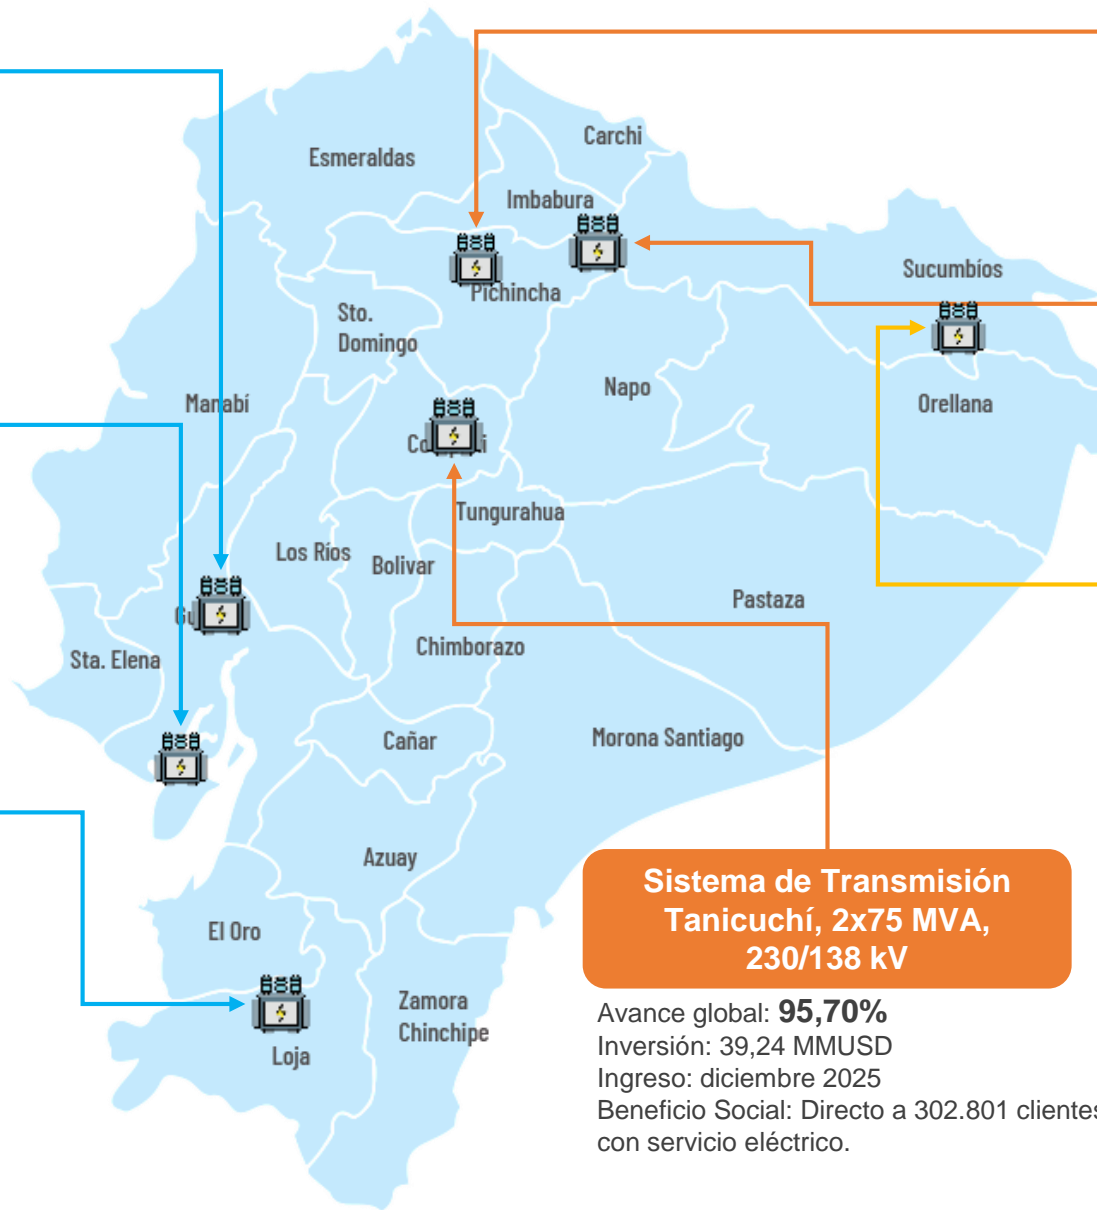 Carchi
Esmeraldas
Imbabura
Sucumbíos
Pichincha
Sto.
Domingo
Napo
Manabí
Orellana
Tungurahua
Los Ríos
Bolivar
Pastaza
Chimborazo
Sta. Elena
Cañar
Morona Santiago
Azuay
El Oro
Zamora
Chinchipe
Loja
Sistema de Transmisión
Tanicuchí, 2x75 MVA,
230/138 kV
Avance global: 95,70%
Inversión: 39,24 MMUSD
Ingreso: diciembre 2025
Beneficio Social: Directo a 302.801 clientes
con servicio eléctrico.